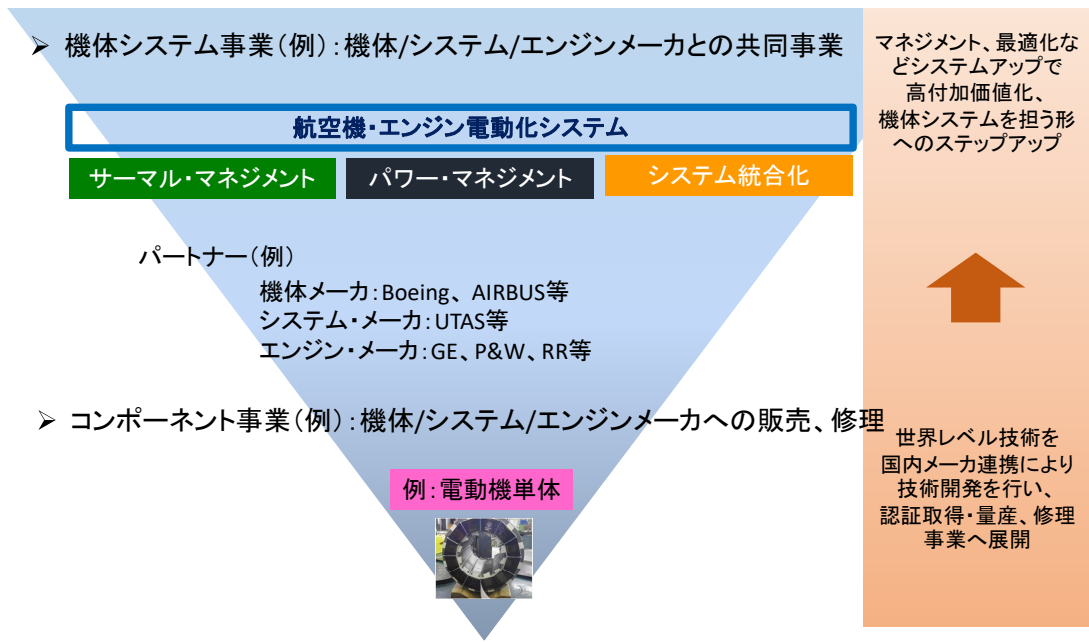 ➢ 機体システム事業(例):機体/システム/エンジンメーカとの共同事業
航空機・エンジン電動化システム
サーマル・マネジメント
パワー・マネジメント
システム統合化
パートナー(例)
機体メーカ:Boeing、AIRBUS等
システム・メーカ:UTAS等
エンジン・メーカ:GE、P&W、RR等
➢ コンポーネント事業(例):機体/システム/エンジンメーカへの販売、修理
例:電動機単体
マネジメント、最適化な
どシステムアップで
高付加価値化、
機体システムを担う形
へのステップアップ
世界レベル技術を
国内メーカ連携により
技術開発を行い、
認証取得・量産、修理
事業へ展開